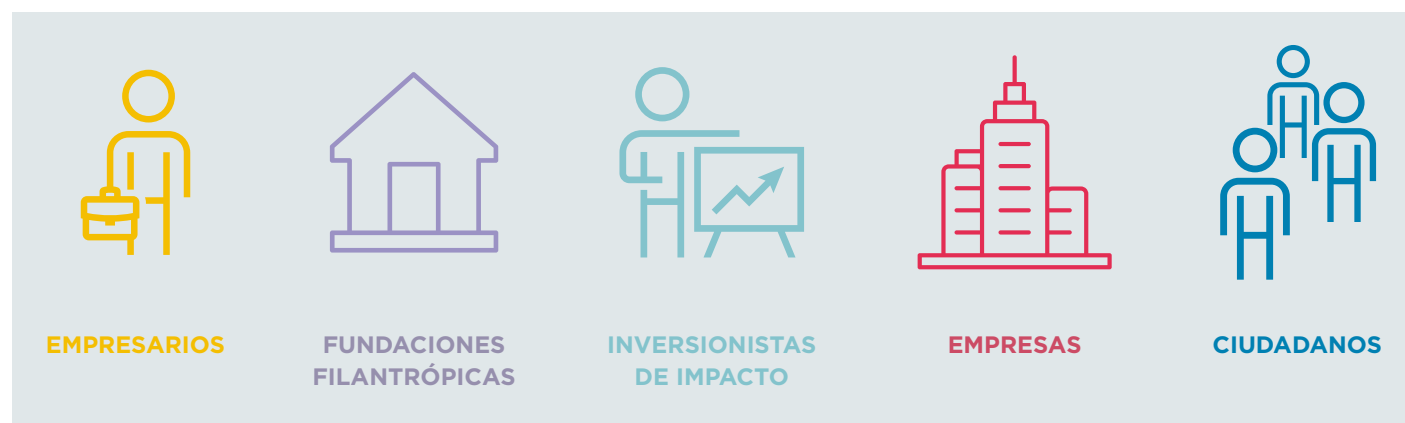 EMPRESARIOS
FUNDACIONES
FILANTRÓPICAS
INVERSIONISTAS
DE IMPACTO
EMPRESAS
CIUDADANOS